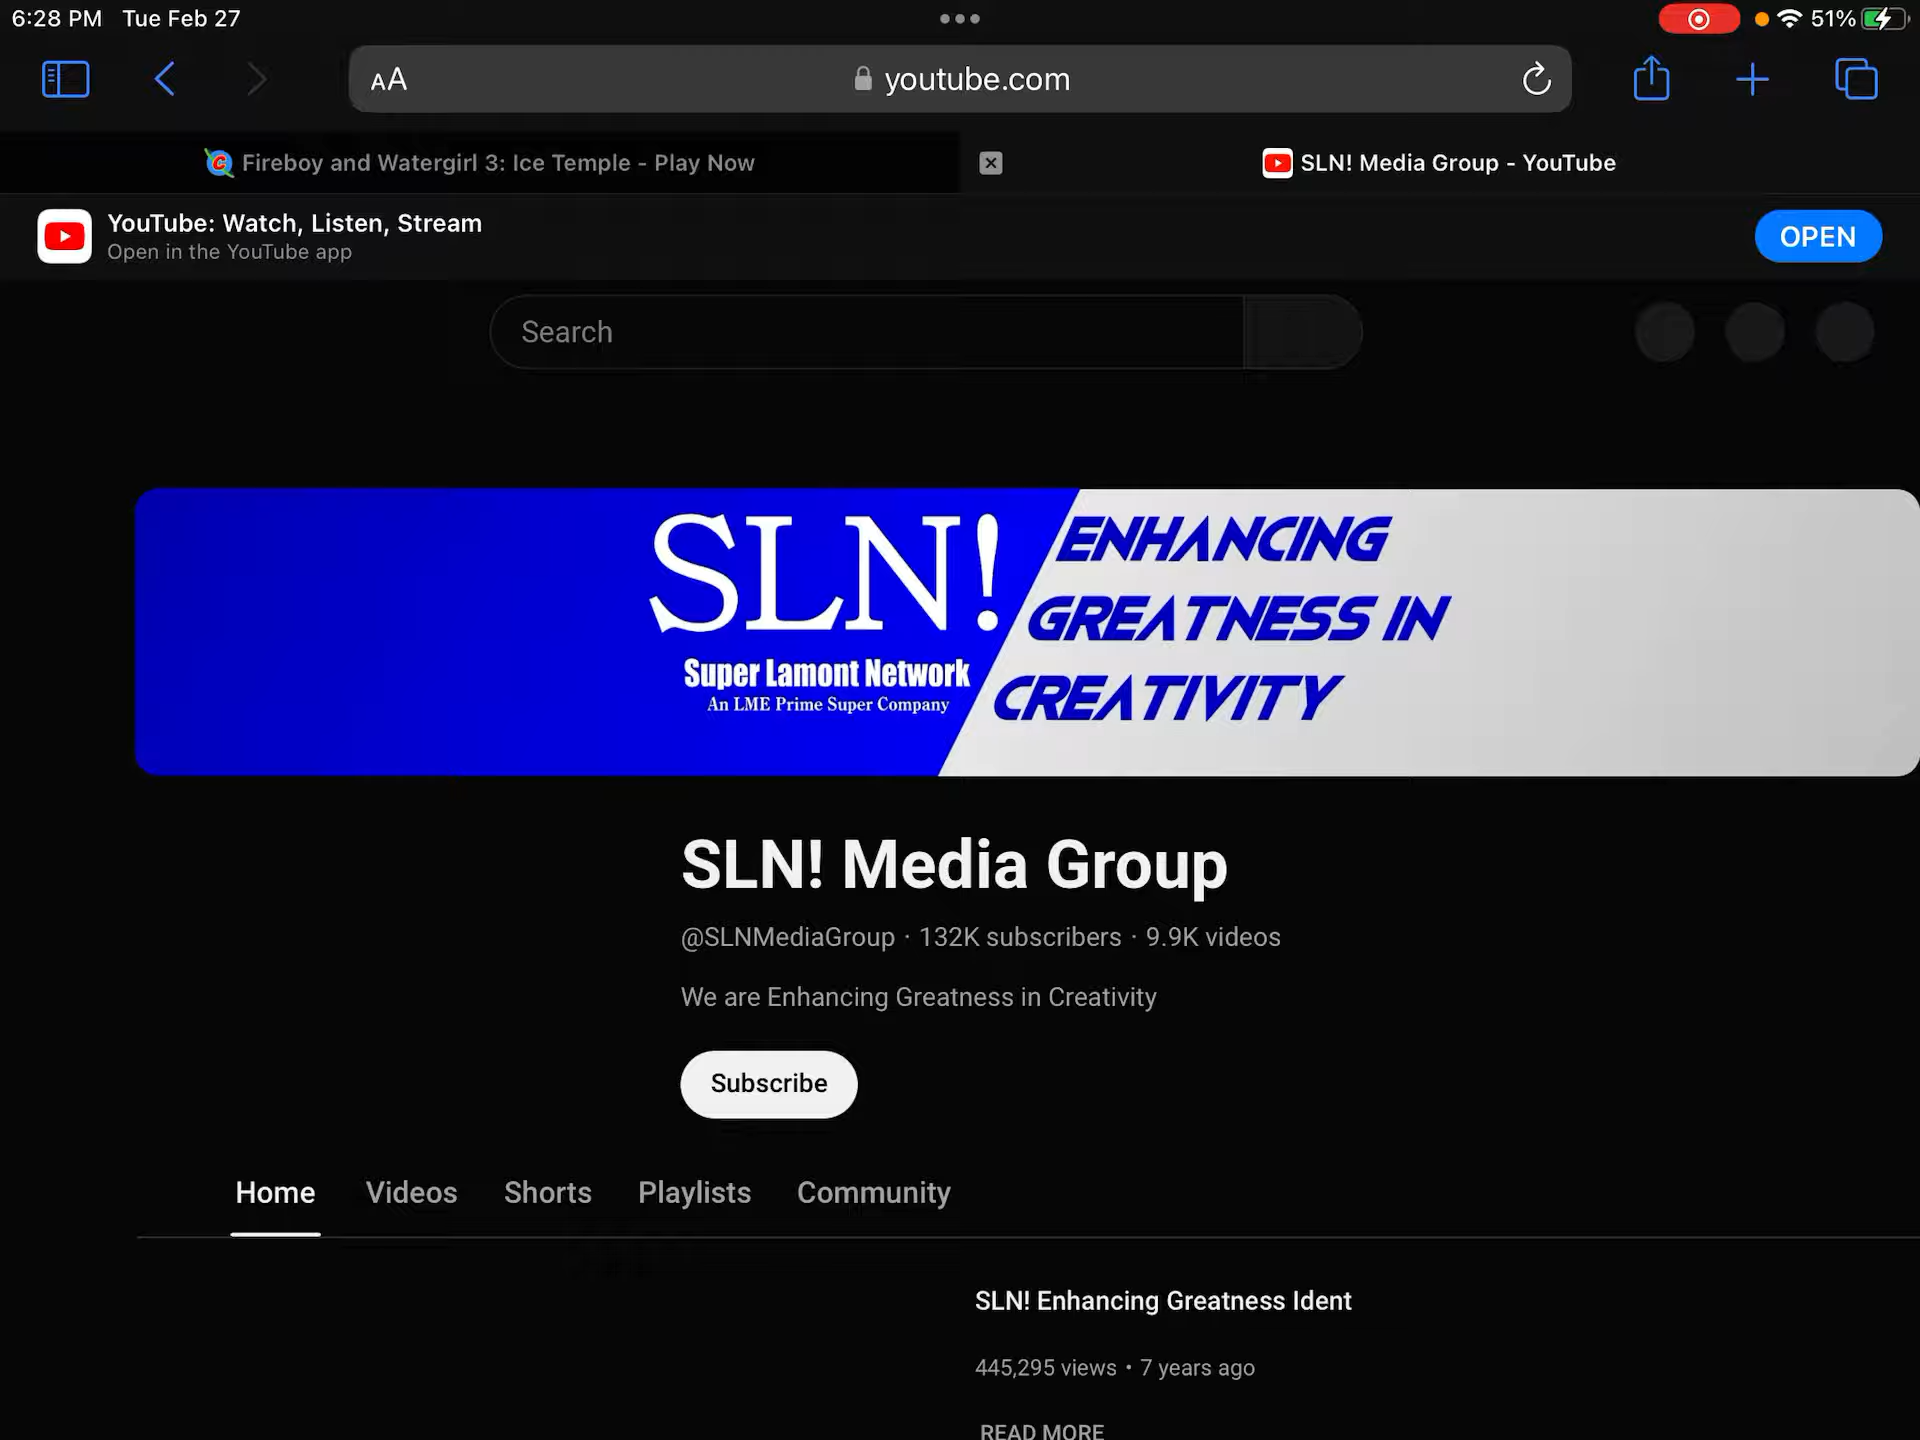 6:28 PM Tue Feb 27
51%
AA
youtube.com
Fireboy and Watergirl 3: Ice Temple - Play Now
SLN! Media Group - YouTube
YouTube: Watch, Listen, Stream
Open in the YouTube app
OPEN
Search
SLN!
Super Lamont Network
An LME Prime Super Company
ENHANCING
GREATNESS IN
CREATIVITY
SLN! Media Group
@SLNMediaGroup · 132K subscribers · 9.9K videos
We are Enhancing Greatness in Creativity
Subscribe
Home Videos Shorts Playlists Community
SLN! Enhancing Greatness Ident
445,295 views • 7 years ago
READ MORE